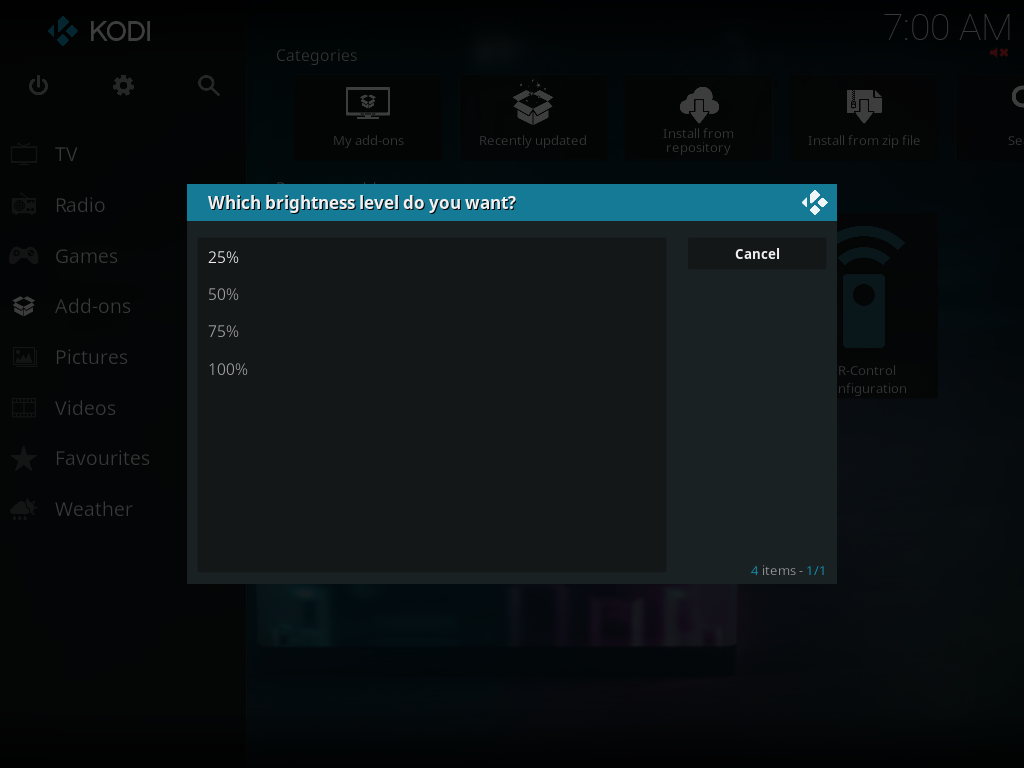 KODI
7:00 AM
Categories
My add-ons
Recently updated
Install from
repository
Install from zip file
TV
Radio
Games
Add-ons
Pictures
Videos
Favourites
Weather
Which brightness level do you want?
25%
50%
75%
100%
Cancel
R-Control
nfiguration
4 items - 1/1